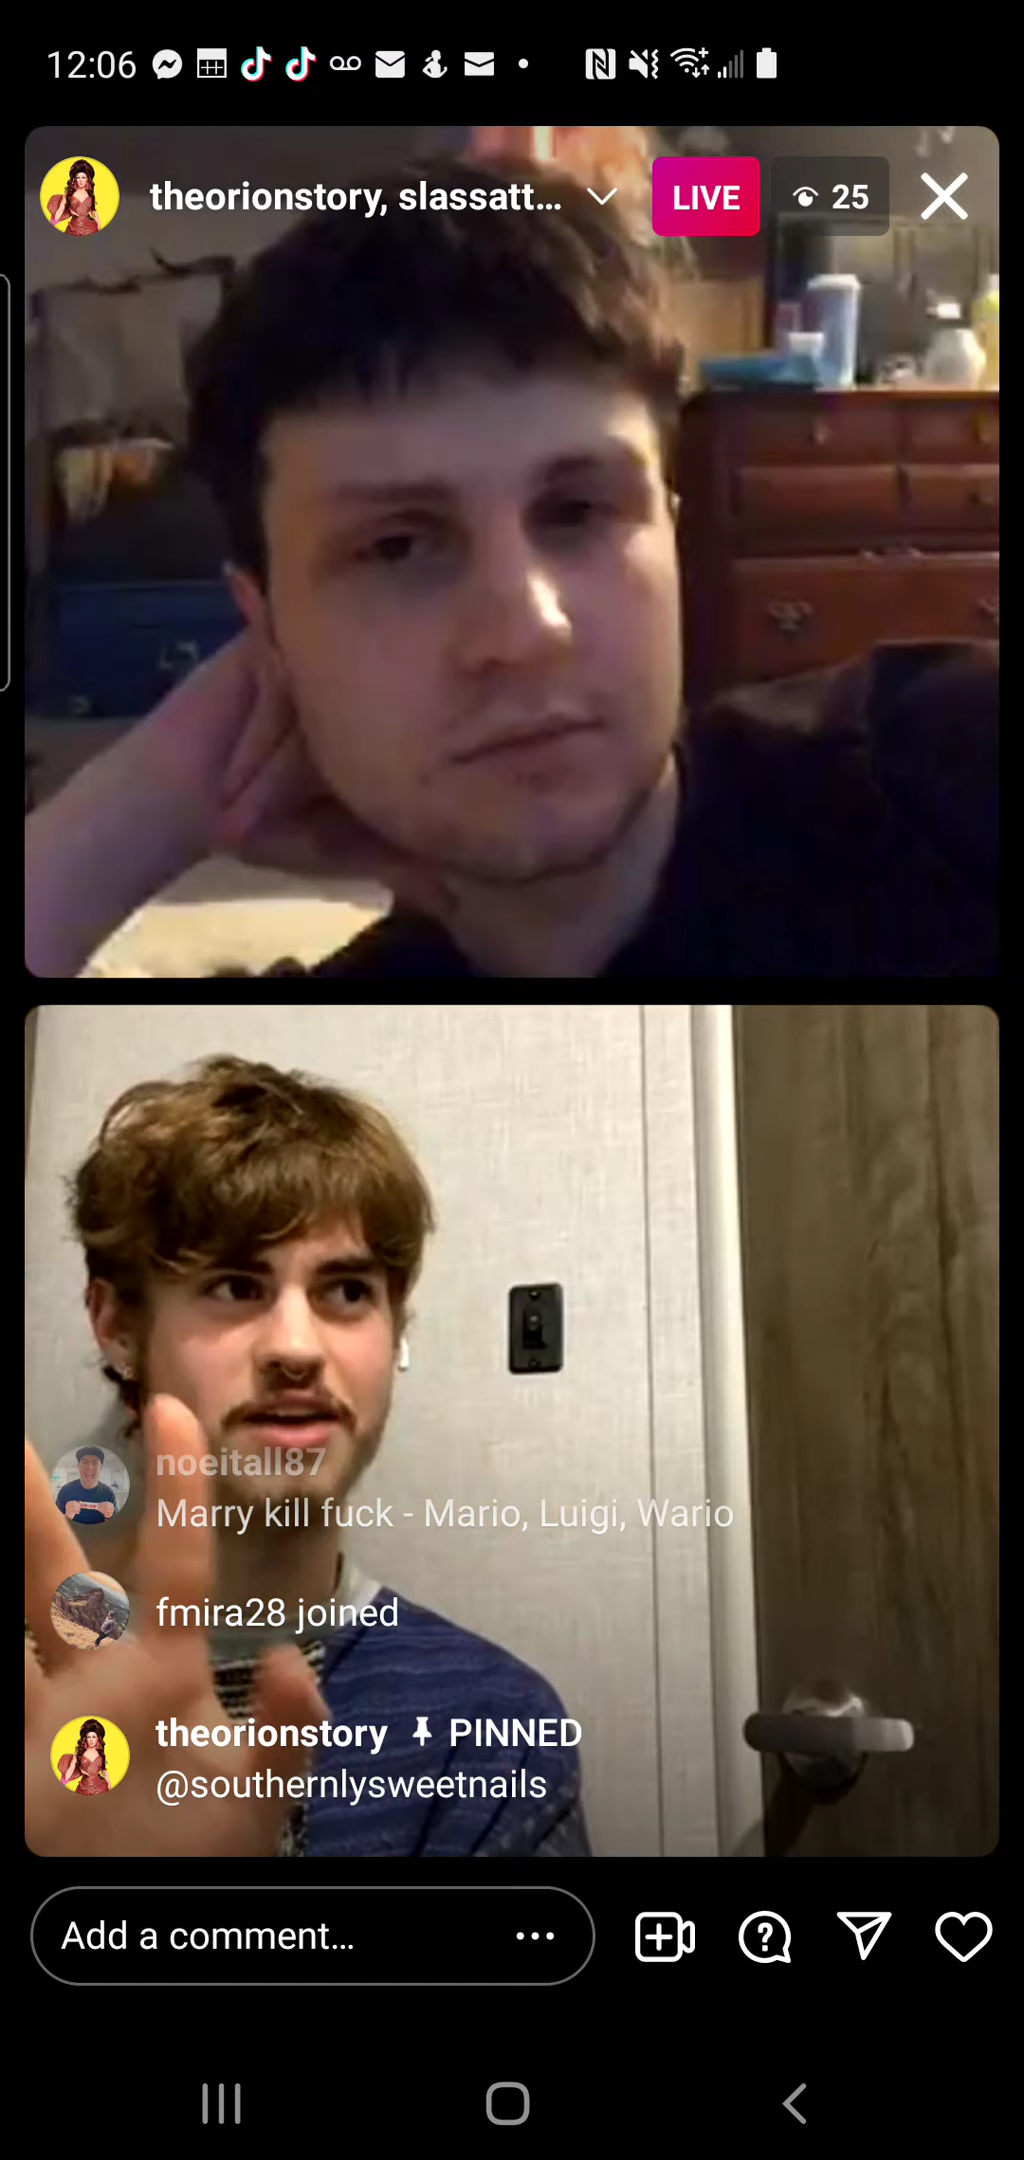 12:06
theorionstory, slassatt...
LIVE
25
noeitall87
Marry kill fuck - Mario, Luigi, Wario
fmira28 joined
theorionstory PINNED
@southernlysweetnails
Add a comment...